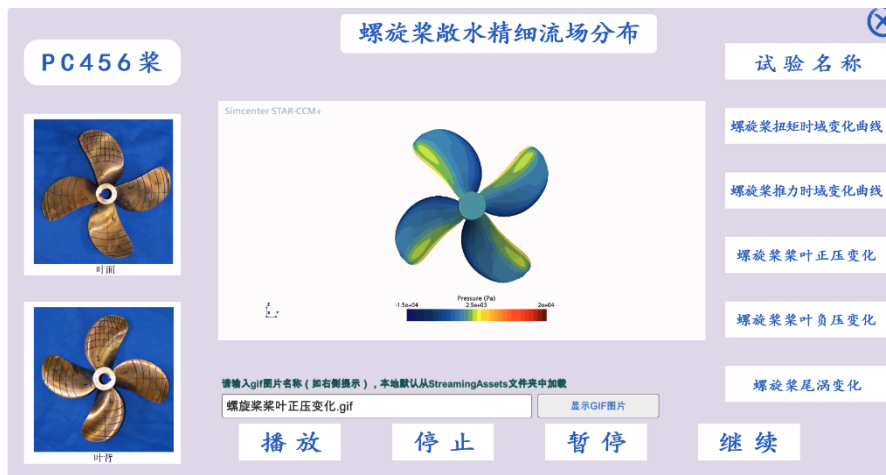 螺旋桨敞水精细流场分布
PC456桨
试验名称
Simcenter STAR-CCM+
螺旋桨扭矩时域变化曲线
螺旋桨推力时域变化曲线
螺旋桨桨叶正压变化
叶面
Pressure (Pa)
-1.5e+04 2.5e+03 2e+04
螺旋桨桨叶负压变化
请输入gif图片名称（如右侧提示），本地默认从StreamingAssets文件夹中加载
螺旋桨尾涡变化
螺旋桨桨叶正压变化.gif
显示GIF图片
播放
停止
暂停
继续
叶背